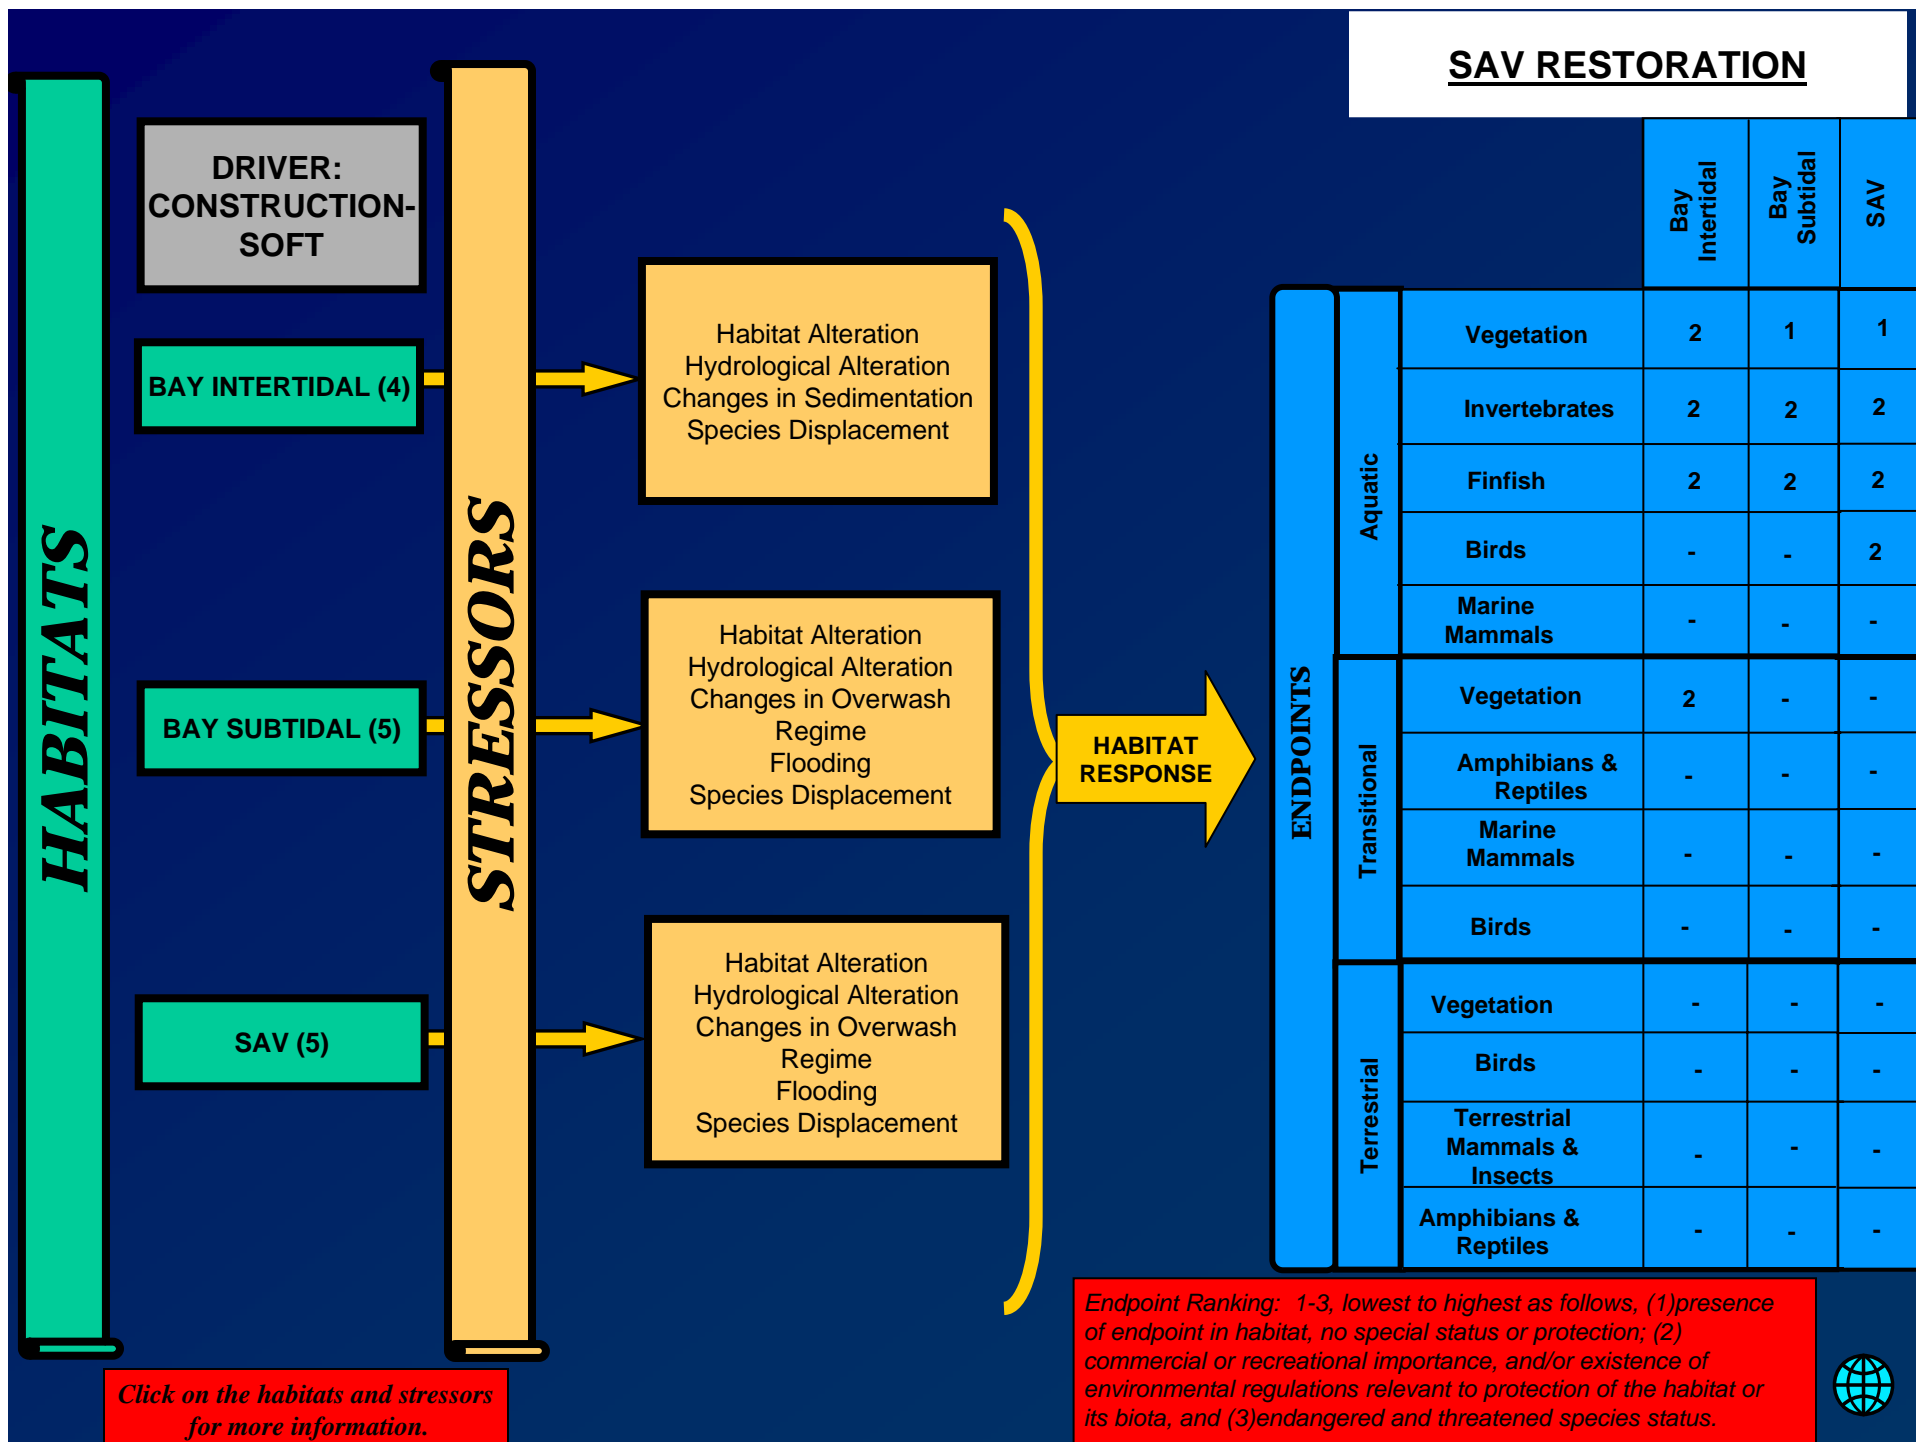 SAV RESTORATION
HABITATS
DRIVER:
CONSTRUCTION-
SOFT
BAY INTERTIDAL (4)
BAY SUBTIDAL (5)
SAV (5)
STRESSORS
Habitat Alteration
Hydrological Alteration
Changes in Sedimentation
Species Displacement
Habitat Alteration
Hydrological Alteration
Changes in Overwash
Regime
Flooding
Species Displacement
Habitat Alteration
Hydrological Alteration
Changes in Overwash
Regime
Flooding
Species Displacement
HABITAT
RESPONSE
ENDPOINTS
Bay
Intertidal
Bay
Subtidal
SAV
Aquatic
Vegetation 2 1 1
Invertebrates 2 2 2
Finfish 2 2 2
Birds - - 2
Marine
Mammals - - -
Transitional
Vegetation 2 - -
Amphibians &
Reptiles - - -
Marine
Mammals - - -
Birds - - -
Terrestrial
Vegetation - - -
Birds - - -
Terrestrial
Mammals &
Insects - - -
Amphibians &
Reptiles - - -
Click on the habitats and stressors
for more information.
Endpoint Ranking: 1-3, lowest to highest as follows, (1)presence
of endpoint in habitat, no special status or protection; (2)
commercial or recreational importance, and/or existence of
environmental regulations relevant to protection of the habitat or
its biota, and (3)endangered and threatened species status.